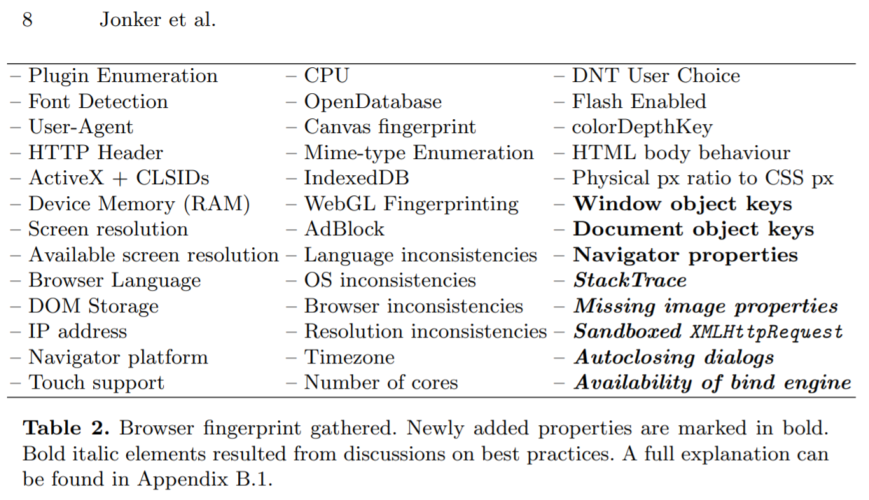 8 Jonker et al.
– Plugin Enumeration – CPU – DNT User Choice
– Font Detection – OpenDatabase – Flash Enabled
– User-Agent – Canvas fingerprint – colorDepthKey
– HTTP Header – Mime-type Enumeration – HTML body behaviour
– ActiveX + CLSIDs – IndexedDB – Physical px ratio to CSS px
– Device Memory (RAM) – WebGL Fingerprinting – Window object keys
– Screen resolution – AdBlock – Document object keys
– Available screen resolution – Language inconsistencies – Navigator properties
– Browser Language – OS inconsistencies – StackTrace
– DOM Storage – Browser inconsistencies – Missing image properties
– IP address – Resolution inconsistencies – Sandboxed XMLHttpRequest
– Navigator platform – Timezone – Autoclosing dialogs
– Touch support – Number of cores – Availability of bind engine
Table 2. Browser fingerprint gathered. Newly added properties are marked in bold.
Bold italic elements resulted from discussions on best practices. A full explanation can
be found in Appendix B.1.